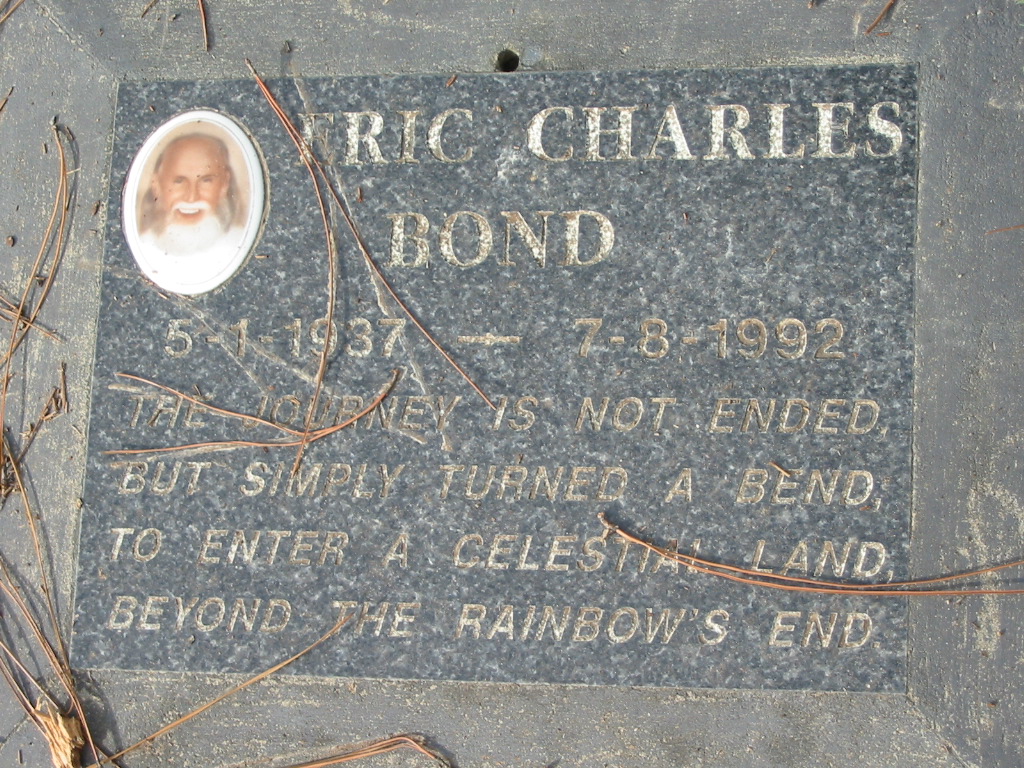 ERIC CHARLES
BOND
5-1-1937 — 7-8-1992
THE JOURNEY IS NOT ENDED,
BUT SIMPLY TURNED A BEND,
TO ENTER A CELESTIAL LAND,
BEYOND THE RAINBOW'S END.